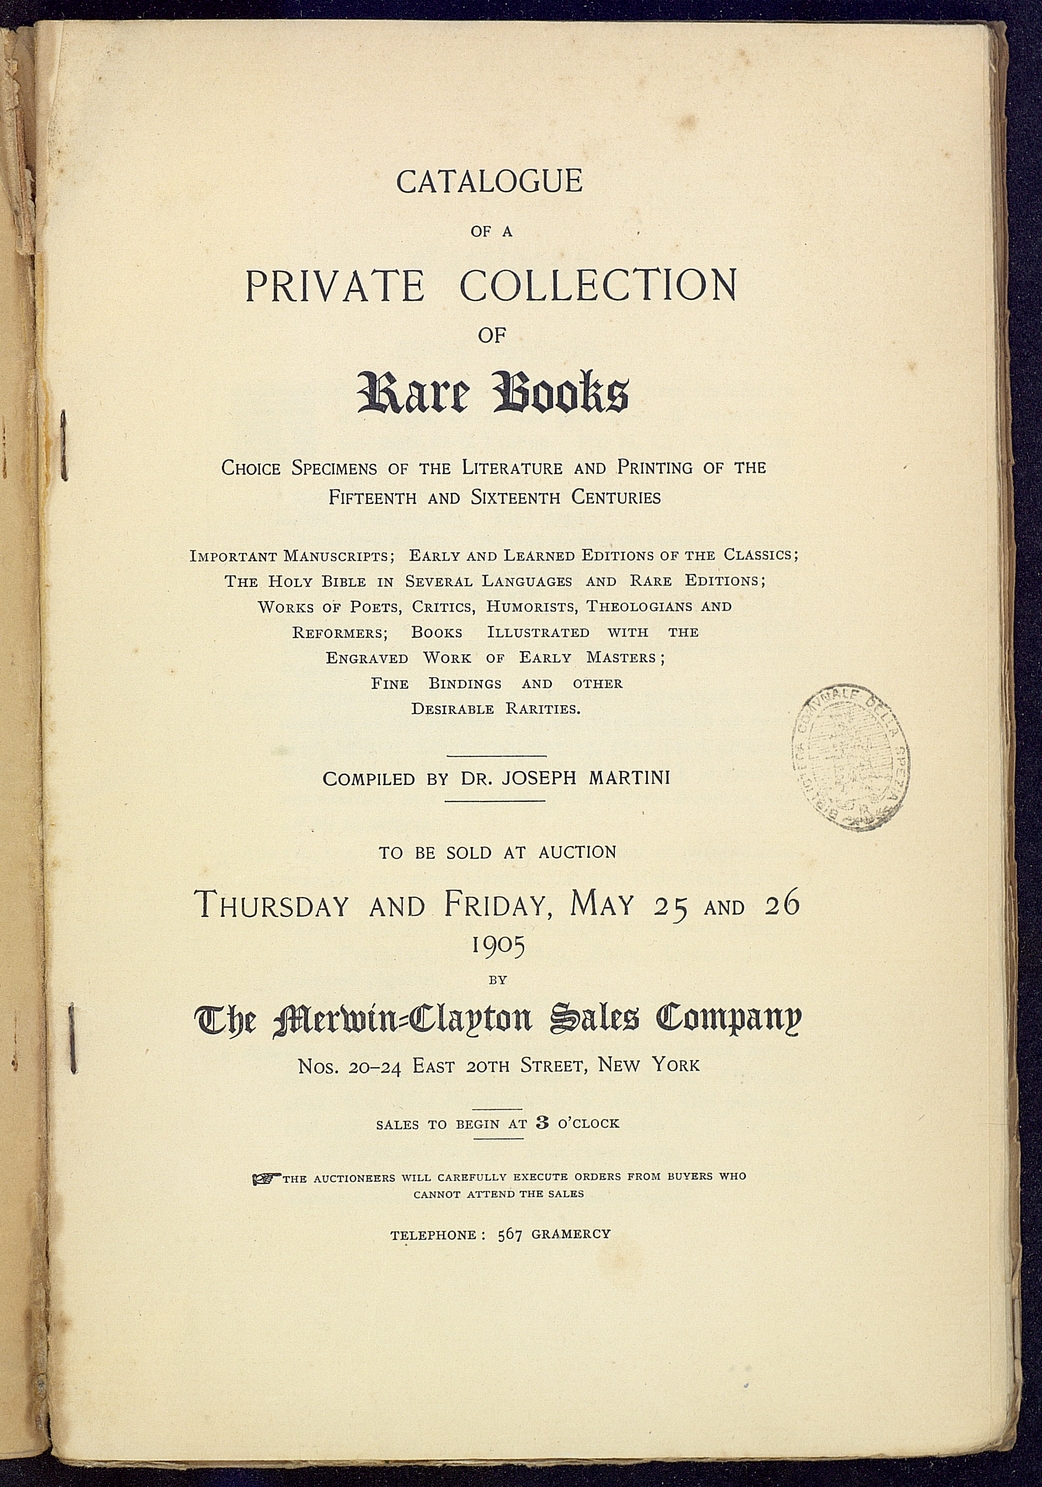 CATALOGUE
OF A
PRIVATE COLLECTION
OF
Rare Books
CHOICE SPECIMENS OF THE LITERATURE AND PRINTING OF THE
FIFTEENTH AND SIXTEENTH CENTURIES
IMPORTANT MANUSCRIPTS; EARLY AND LEARNED EDITIONS OF THE CLASSICS;
THE HOLY BIBLE IN SEVERAL LANGUAGES AND RARE EDITIONS;
WORKS OF POETS, CRITICS, HUMORISTS, THEOLOGIANS AND
REFORMERS; BOOKS ILLUSTRATED WITH THE
ENGRAVED WORK OF EARLY MASTERS;
FINE BINDINGS AND OTHER
DESIRABLE RARITIES.
COMPILED BY DR. JOSEPH MARTINI
TO BE SOLD AT AUCTION
THURSDAY AND FRIDAY, MAY 25 AND 26
1905
BY
The Merwin-Clayton Sales Company
NOS. 20–24 EAST 20TH STREET, NEW YORK
SALES TO BEGIN AT 3 O'CLOCK
☞THE AUCTIONEERS WILL CAREFULLY EXECUTE ORDERS FROM BUYERS WHO
CANNOT ATTEND THE SALES
TELEPHONE: 567 GRAMERCY
BIBLIOTECA COMVNALE DELLA SPEZIA